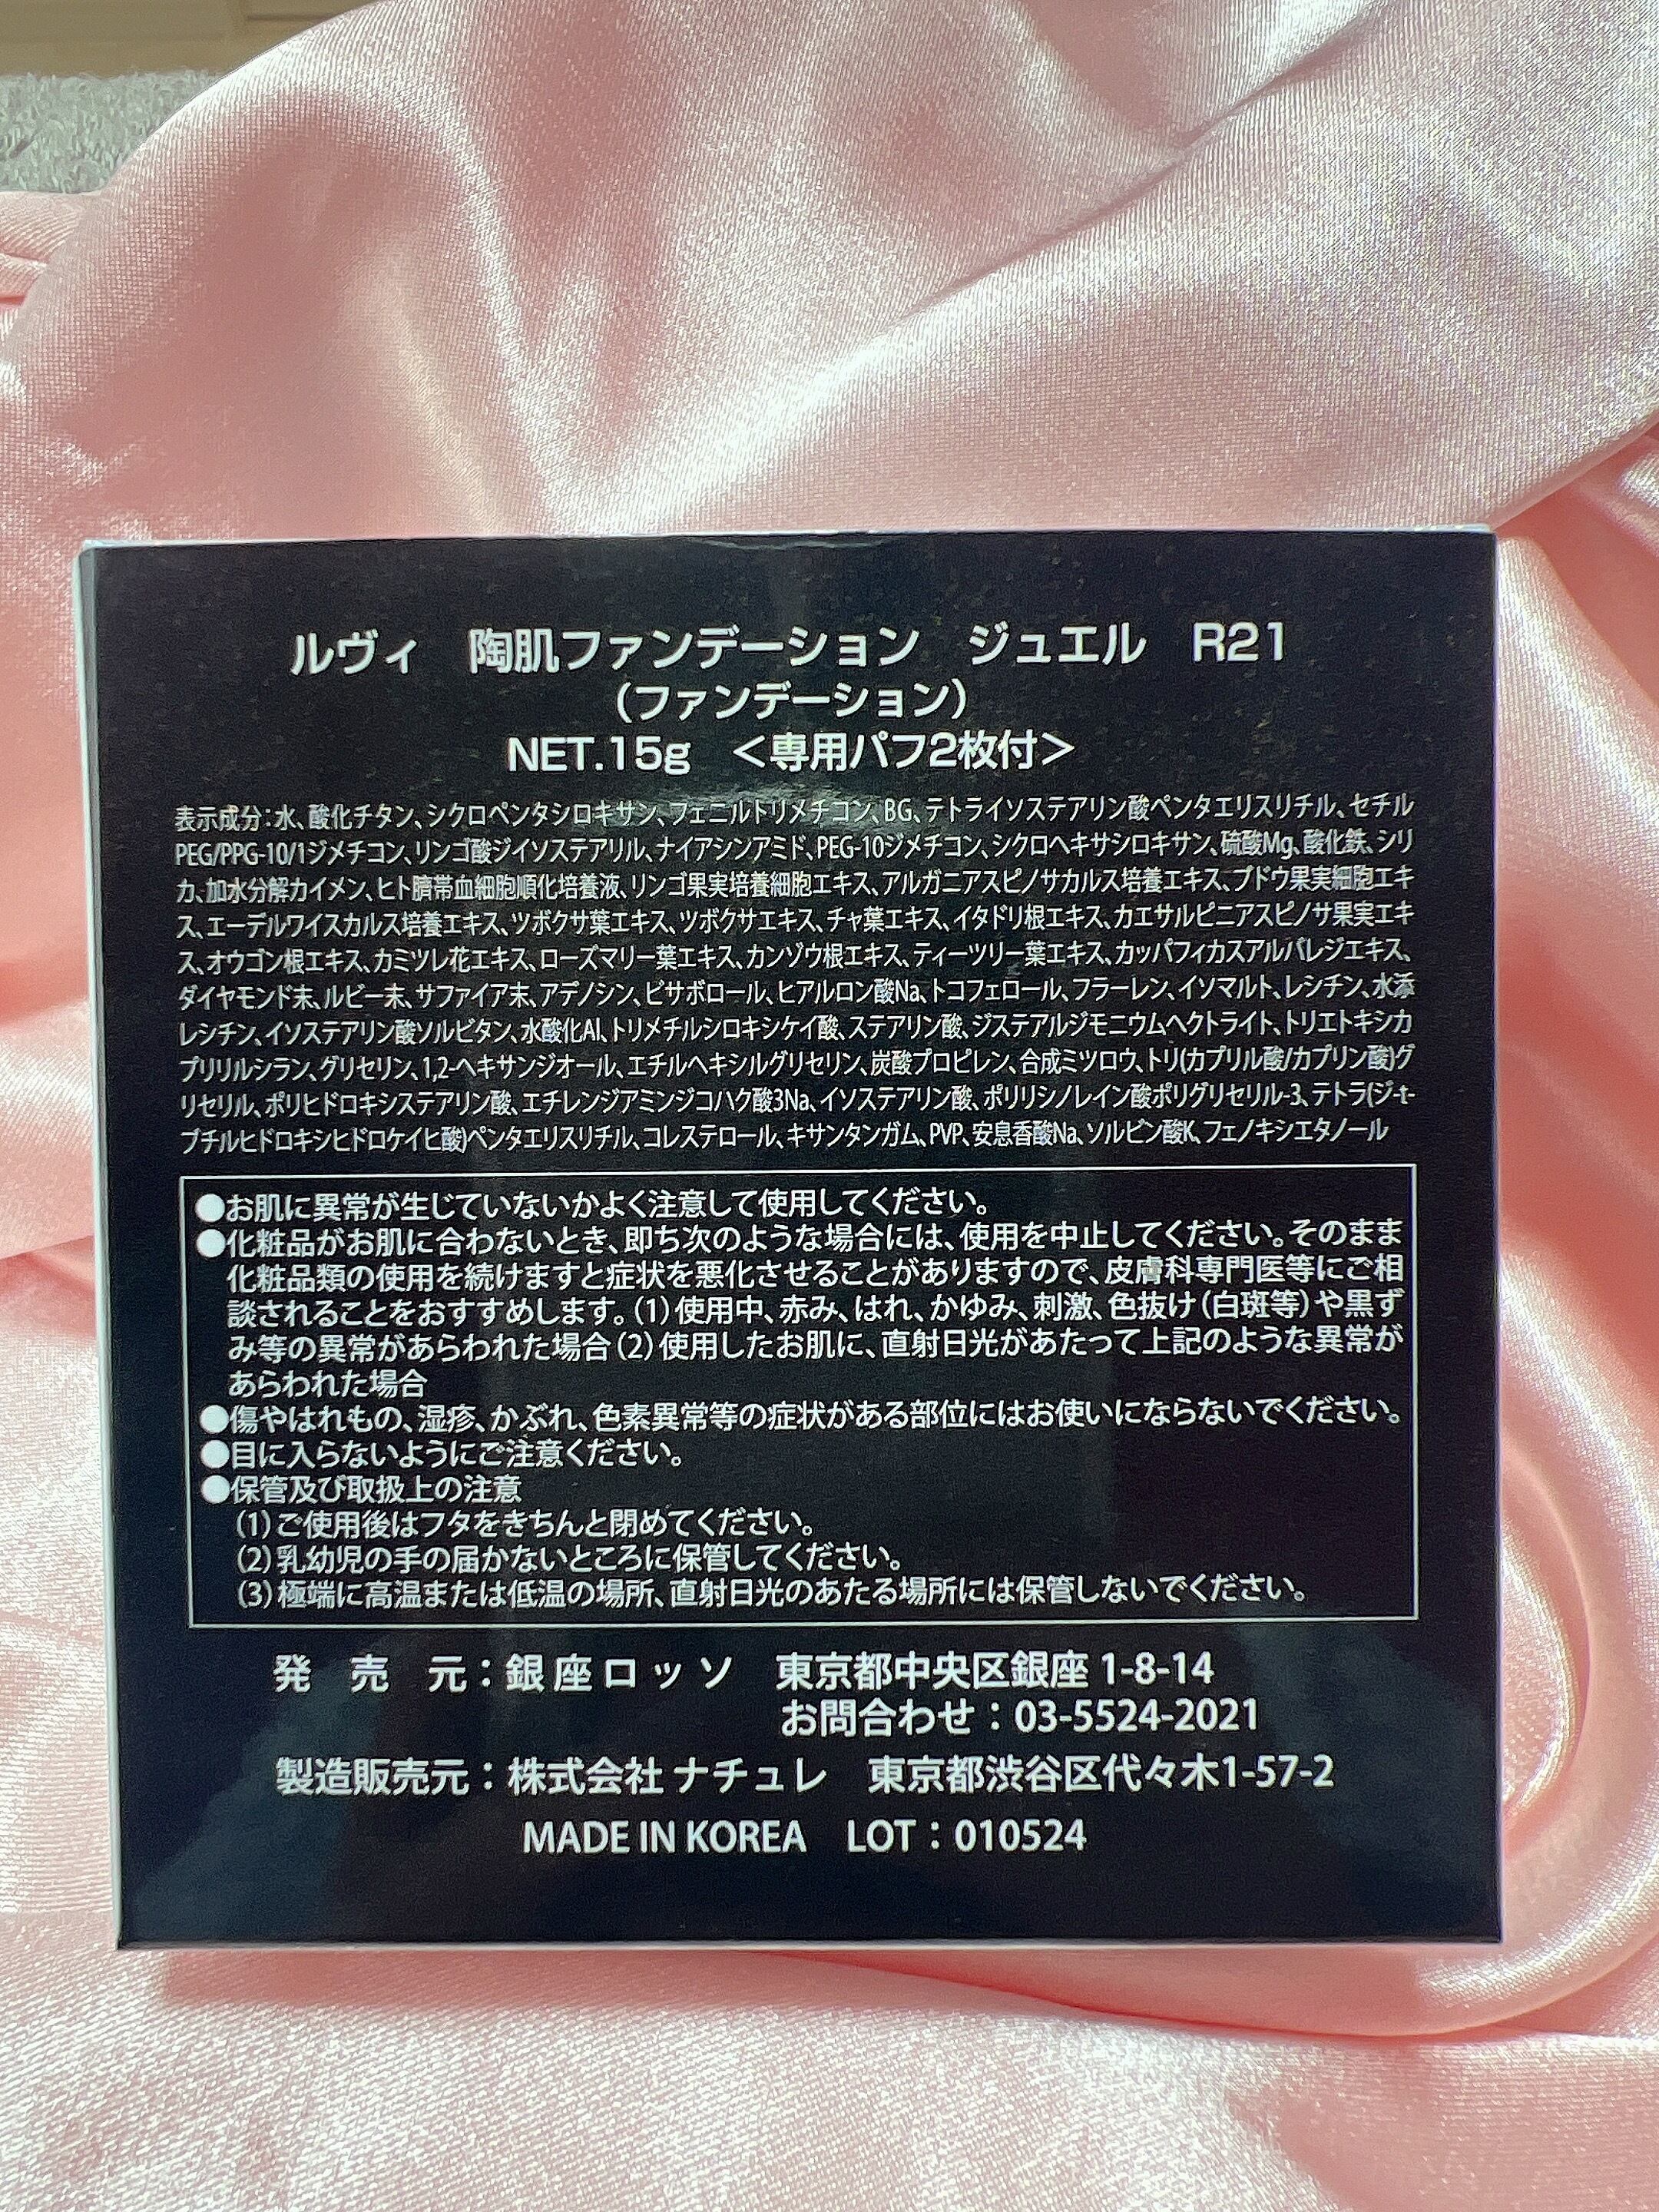 ルヴィ 陶肌ファンデーション ジュエル R21
(ファンデーション)
NET.15g <専用パフ2枚付>
表示成分:水、酸化チタン、シクロペンタシロキサン、フェニルトリメチコン、BG、テトライソステアリン酸ペンタエリスリチル、セチル
PEG/PPG-10/1ジメチコン、リンゴ酸ジイソステアリル、ナイアシンアミド、PEG-10ジメチコン、シクロヘキサシロキサン、硫酸Mg、酸化鉄、シリ
カ、加水分解カイメン、ヒト臍帯血細胞順化培養液、リンゴ果実培養細胞エキス、アルガニアスピノサカルス培養エキス、ブドウ果実細胞エキ
ス、エーデルワイスカルス培養エキス、ツボクサ葉エキス、ツボクサエキス、チャ葉エキス、イタドリ根エキス、カエサルピニアスピノサ果実エキ
ス、オウゴン根エキス、カミツレ花エキス、ローズマリー葉エキス、カンゾウ根エキス、ティーツリー葉エキス、カッパフィカスアルバレジエキス、
ダイヤモンド末、ルビー末、サファイア末、アデノシン、ビサボロール、ヒアルロン酸Na、トコフェロール、フラーレン、イソマルト、レシチン、水添
レシチン、イソステアリン酸ソルビタン、水酸化Al、トリメチルシロキシケイ酸、ステアリン酸、ジステアルジモニウムヘクトライト、トリエトキシカ
プリリルシラン、グリセリン、1,2-ヘキサンジオール、エチルヘキシルグリセリン、炭酸プロピレン、合成ミツロウ、トリ(カプリル酸/カプリン酸)グ
リセリル、ポリヒドロキシステアリン酸、エチレンジアミンジコハク酸3Na、イソステアリン酸、ポリリシノレイン酸ポリグリセリル-3、テトラ(ジ-t-
ブチルヒドロキシヒドロケイヒ酸)ペンタエリスリチル、コレステロール、キサンタンガム、PVP、安息香酸Na、ソルビン酸K、フェノキシエタノール
●お肌に異常が生じていないかよく注意して使用してください。
●化粧品がお肌に合わないとき、即ち次のような場合には、使用を中止してください。そのまま
化粧品類の使用を続けますと症状を悪化させることがありますので、皮膚科専門医等にご相
談されることをおすすめします。(1)使用中、赤み、はれ、かゆみ、刺激、色抜け(白斑等)や黒ず
み等の異常があらわれた場合(2)使用したお肌に、直射日光があたって上記のような異常が
あらわれた場合
●傷やはれもの、湿疹、かぶれ、色素異常等の症状がある部位にはお使いにならないでください。
●目に入らないようにご注意ください。
●保管及び取扱上の注意
(1)ご使用後はフタをきちんと閉めてください。
(2)乳幼児の手の届かないところに保管してください。
(3)極端に高温または低温の場所、直射日光のあたる場所には保管しないでください。
発 売 元:銀座ロッソ 東京都中央区銀座 1-8-14
お問合わせ:03-5524-2021
製造販売元:株式会社ナチュレ 東京都渋谷区代々木1-57-2
MADE IN KOREA LOT:010524